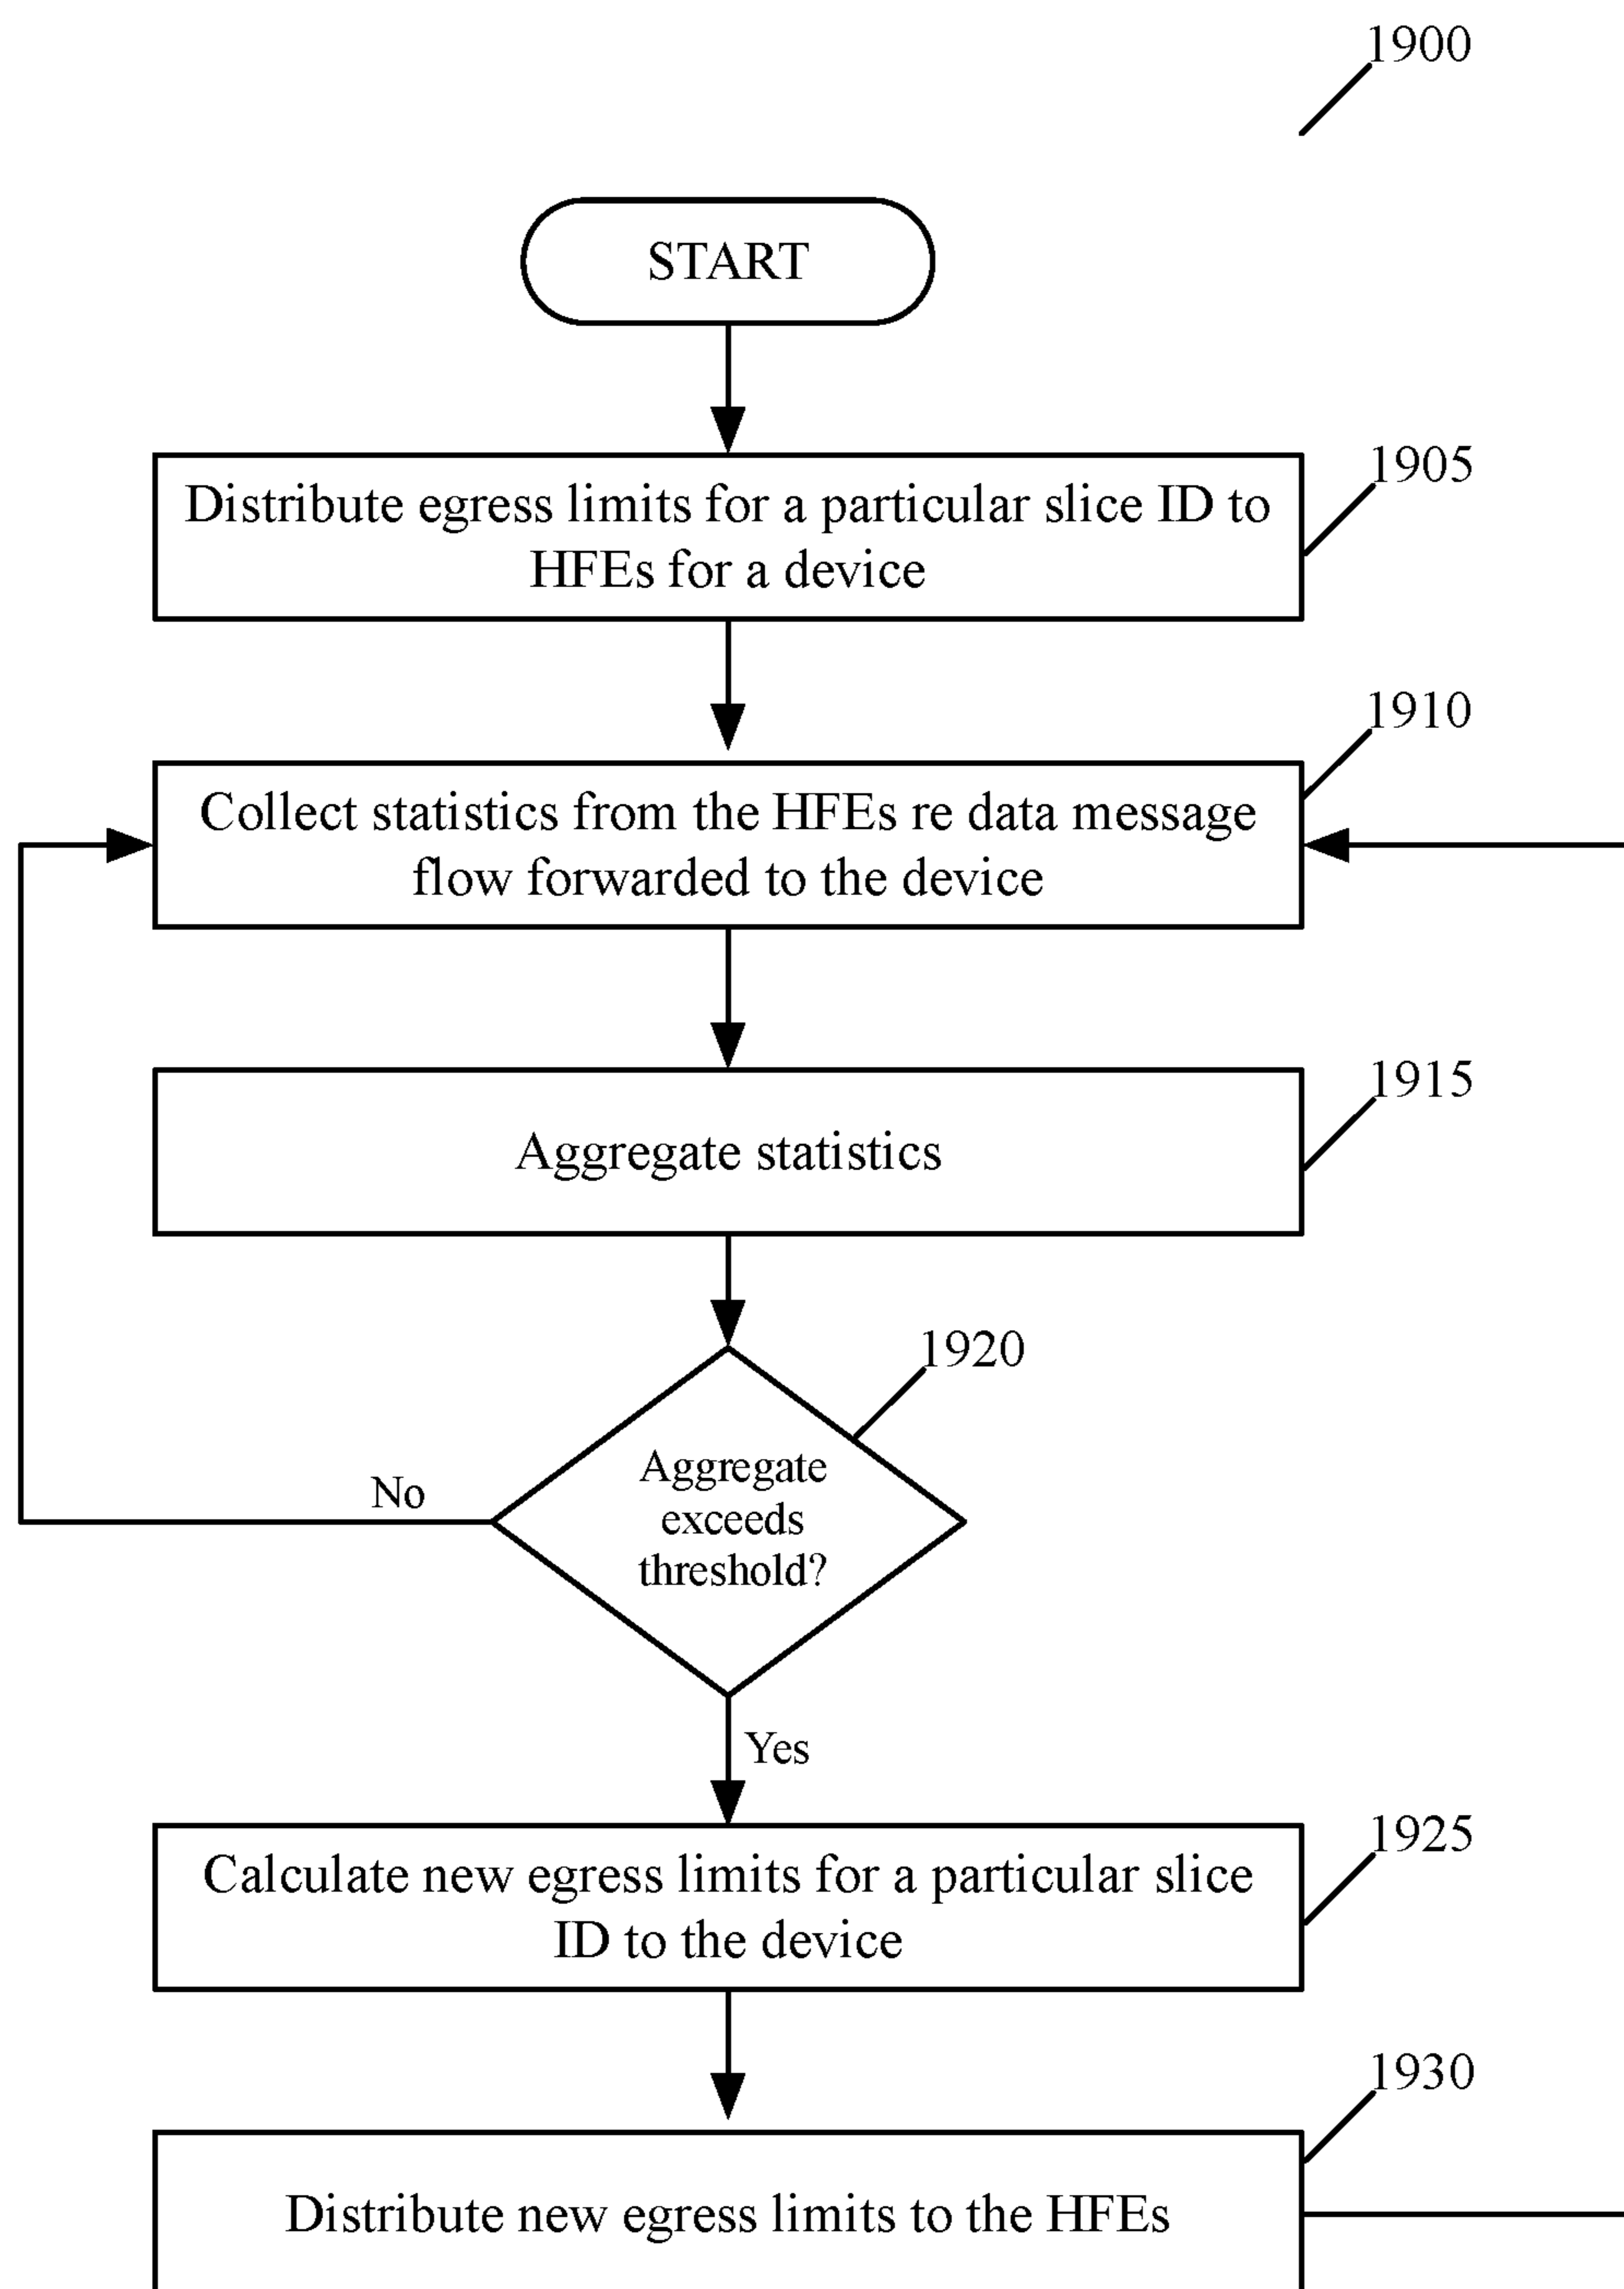 1900
START
1905
Distribute egress limits for a particular slice ID to
HFEs for a device
1910
Collect statistics from the HFEs re data message
flow forwarded to the device
1915
Aggregate statistics
1920
Aggregate
exceeds
threshold?
No
Yes
1925
Calculate new egress limits for a particular slice
ID to the device
1930
Distribute new egress limits to the HFEs